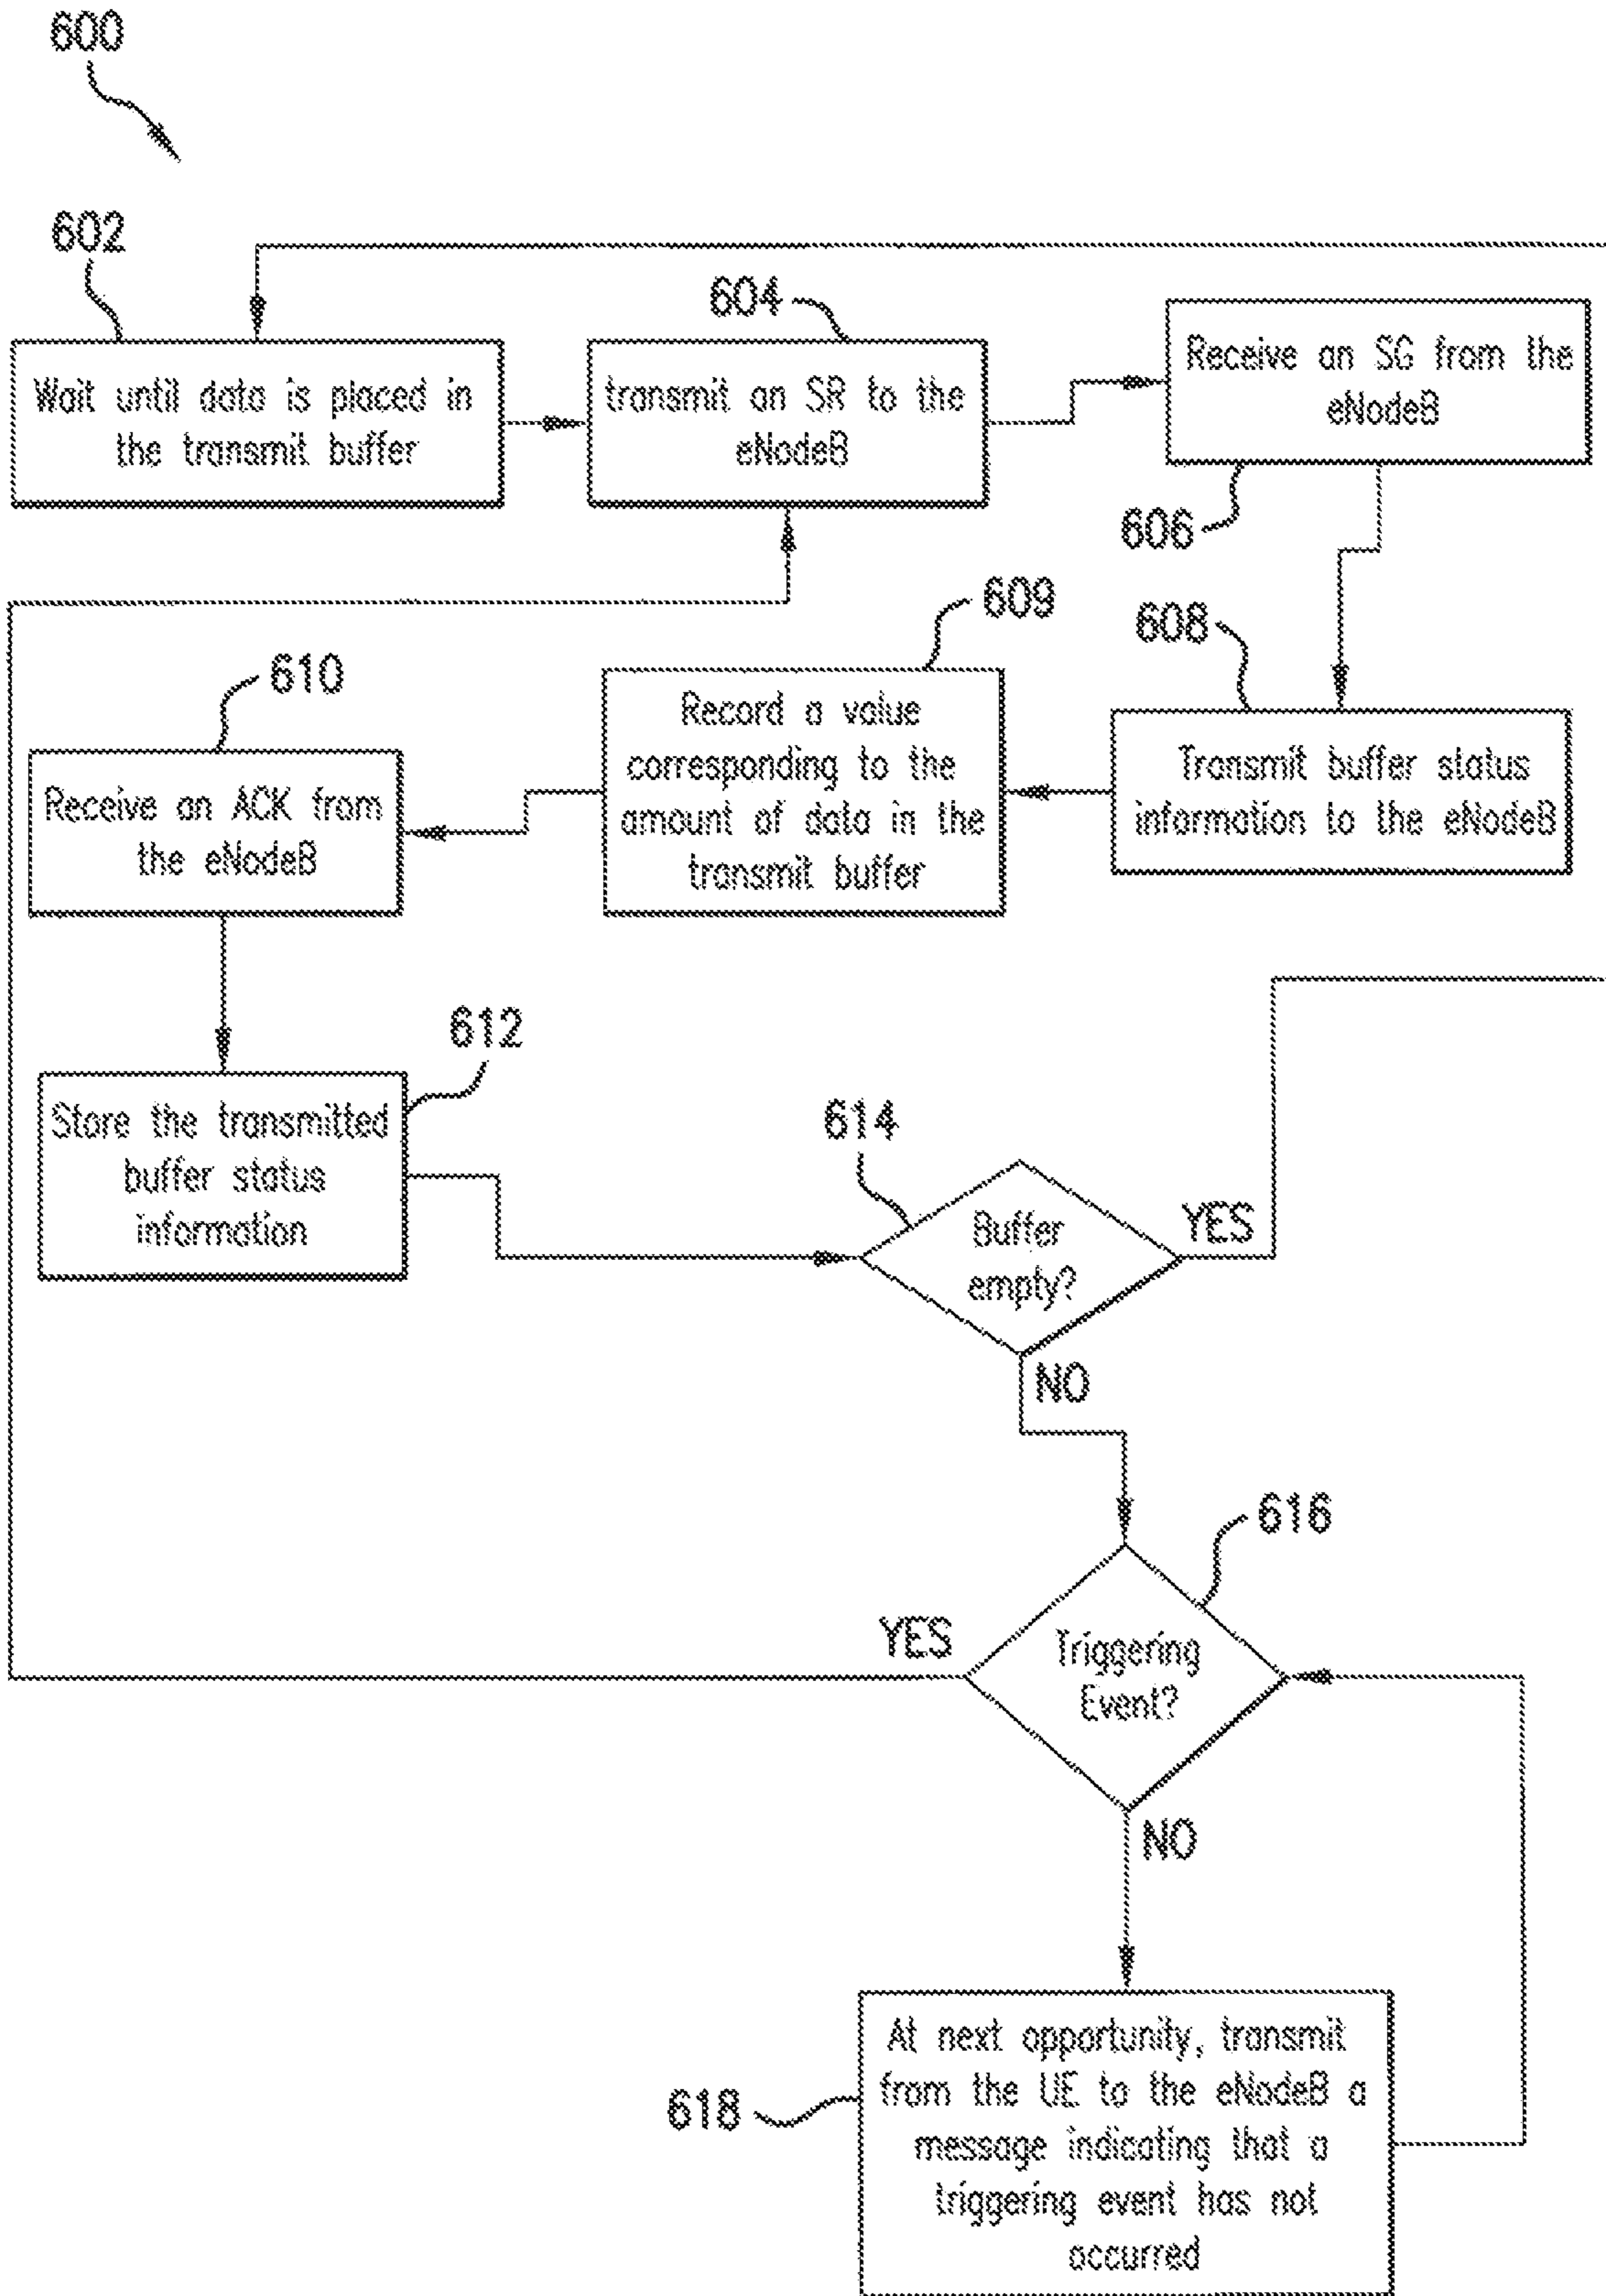 600
602
604
Wait until data is placed in
the transmit buffer
transmit an SR to the
eNodeB
Receive an SG from the
eNodeB
606
609
608
610
Record a value
corresponding to the
amount of data in the
transmit buffer
Transmit buffer status
information to the eNodeB
Receive an ACK from
the eNodeB
612
Store the transmitted
buffer status
information
614
Buffer
empty?
YES
NO
616
YES
Triggering
Event?
NO
618
At next opportunity, transmit
from the UE to the eNodeB a
message indicating that a
triggering event has not
occurred